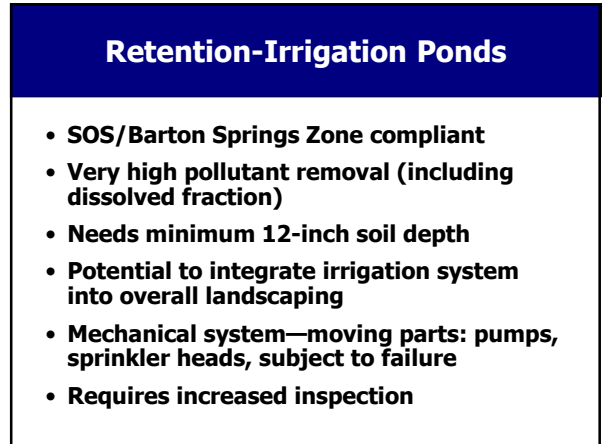 Retention-Irrigation Ponds
• SOS/Barton Springs Zone compliant
• Very high pollutant removal (including
dissolved fraction)
• Needs minimum 12-inch soil depth
• Potential to integrate irrigation system
into overall landscaping
• Mechanical system—moving parts: pumps,
sprinkler heads, subject to failure
• Requires increased inspection